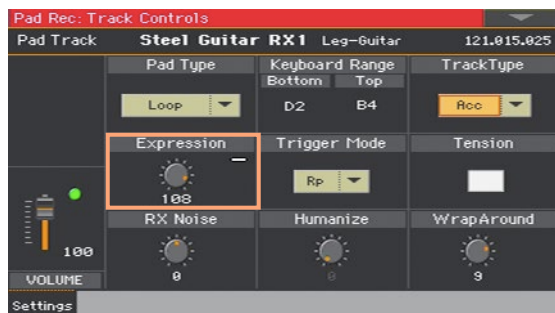 Pad Rec: Track Controls
Pad Track Steel Guitar RX1 Leg-Guitar 121.015.025
Pad Type Keyboard Range TrackType
Bottom Top
Loop D2 B4 Acc
Expression Trigger Mode Tension
Rp
108
RX Noise Humanize WrapAround
100
VOLUME 0 0 9
Settings